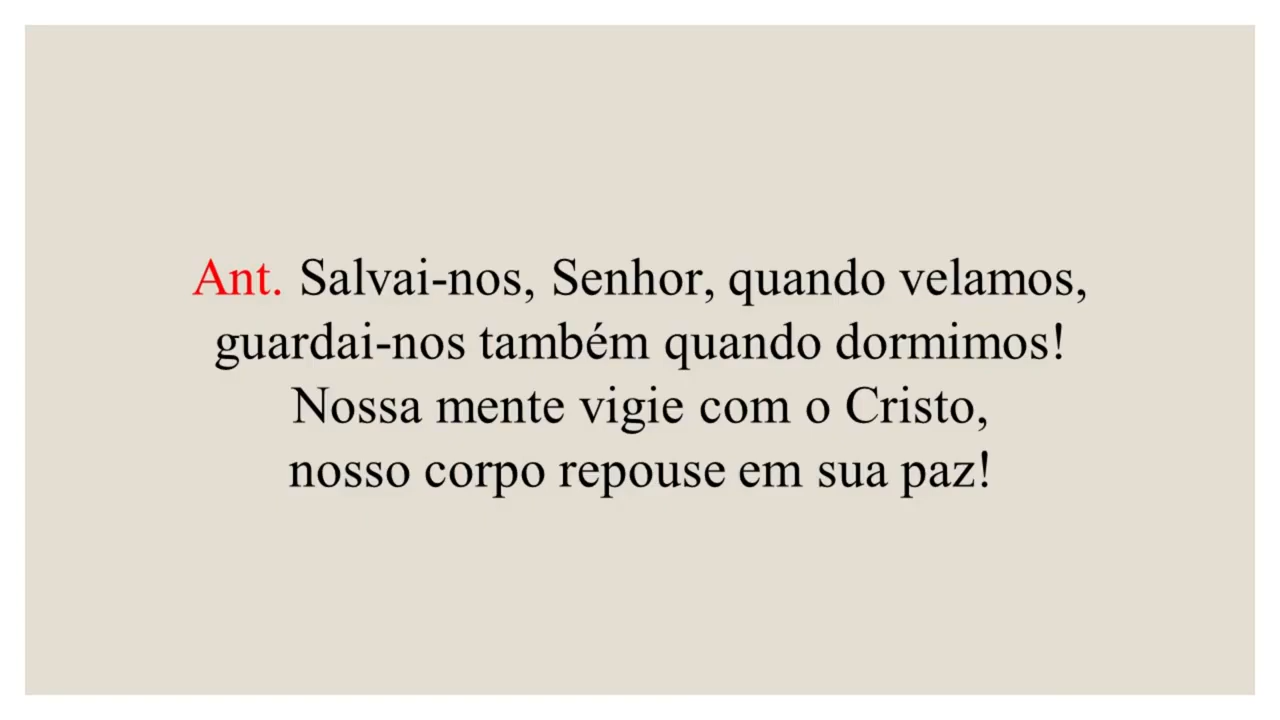 Ant. Salvai-nos, Senhor, quando velamos,
guardai-nos também quando dormimos!
Nossa mente vigie com o Cristo,
nosso corpo repouse em sua paz!